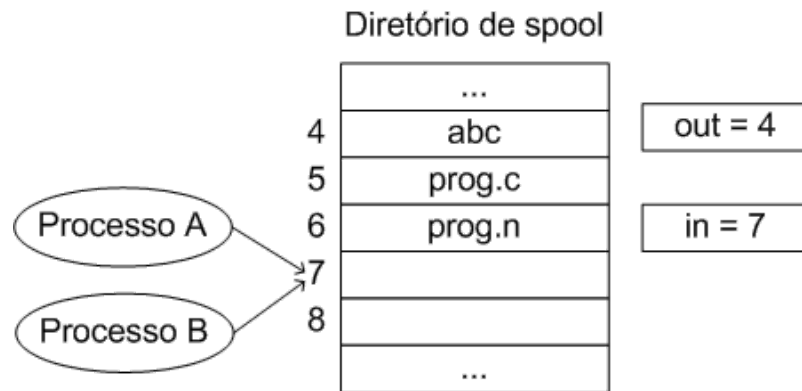 Diretório de spool
...
4 abc out = 4
5 prog.c
Processo A 6 prog.n in = 7
7
Processo B 8
...